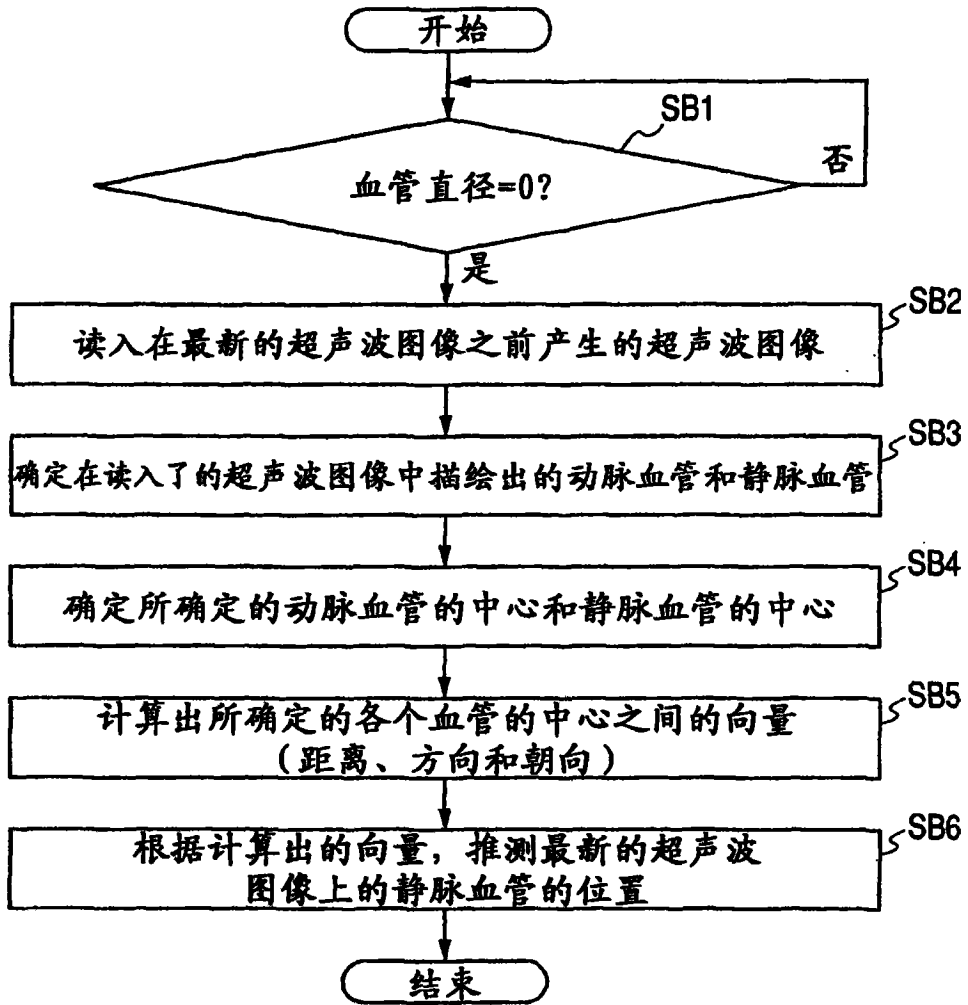 开始
SB1
否
血管直径=0?
是
SB2
读入在最新的超声波图像之前产生的超声波图像
SB3
确定在读入了的超声波图像中描绘出的动脉血管和静脉血管
SB4
确定所确定的动脉血管的中心和静脉血管的中心
SB5
计算出所确定的各个血管的中心之间的向量
(距离、方向和朝向)
SB6
根据计算出的向量，推测最新的超声波
图像上的静脉血管的位置
结束